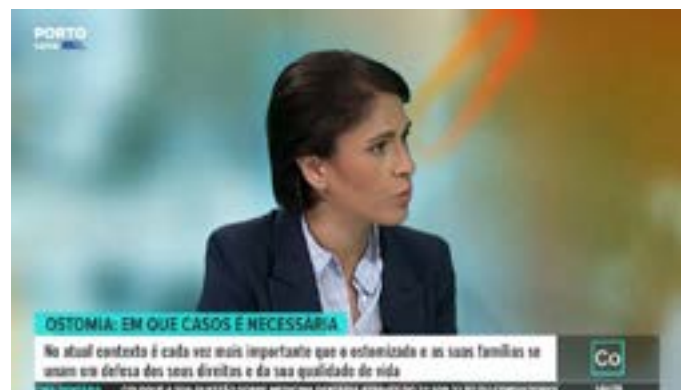 PORTO
OSTOMIA: EM QUE CASOS É NECESSÁRIA
No atual contexto é cada vez mais importante que o ostomizado e as suas famílias se
unam em defesa dos seus direitos e da sua qualidade de vida
Co